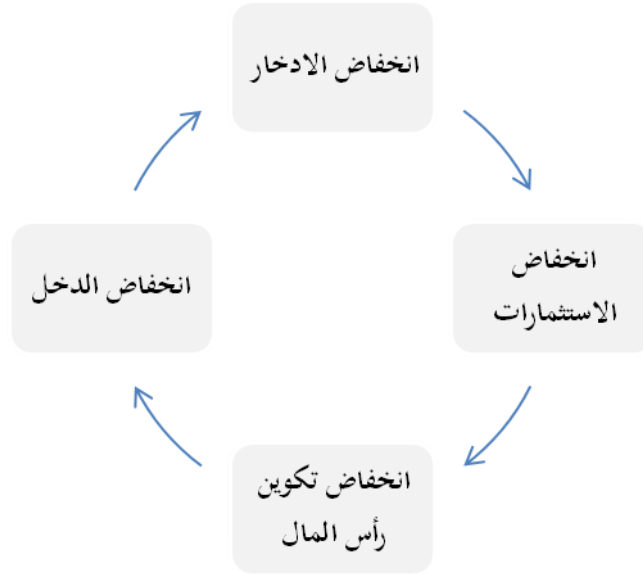 انخفاض الادخار
انخفاض
الاستثمارات
انخفاض تكوين
رأس المال
انخفاض الدخل